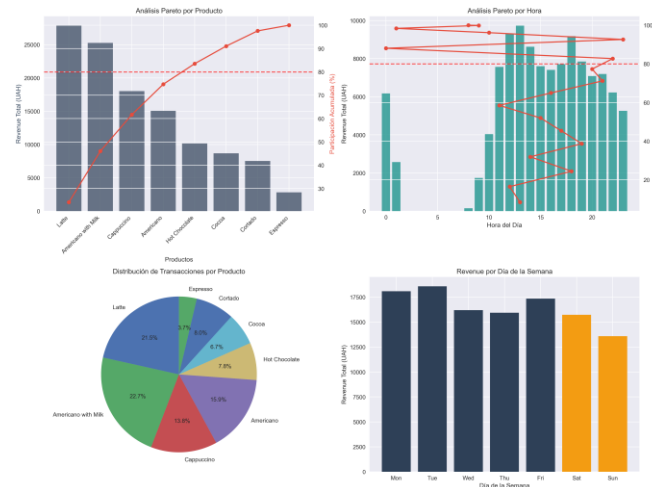 Análisis Pareto por Producto
Revenue Total (UAH)
25000
20000
15000
10000
5000
0
100
90
80
70
60
50
40
30
Participación Acumulada (%)
Latte
Americano with Milk
Cappuccino
Americano
Hot Chocolate
Cocoa
Cortado
Espresso
Productos
Análisis Pareto por Hora
Revenue Total (UAH)
10000
8000
6000
4000
2000
0
100
80
60
40
20
0
5
10
15
20
Hora del Día
Distribución de Transacciones por Producto
Espresso
Cortado
Latte
Cocoa
Hot Chocolate
Americano with Milk
Americano
Cappuccino
3.7%
21.5%
6.7%
7.8%
22.7%
Revenue por Día de la Semana
Revenue Total (UAH)
17500
15000
12500
10000
7500
5000
2500
0
Mon
Tue
Wed
Thu
Fri
Sat
Sun
Día de la Semana